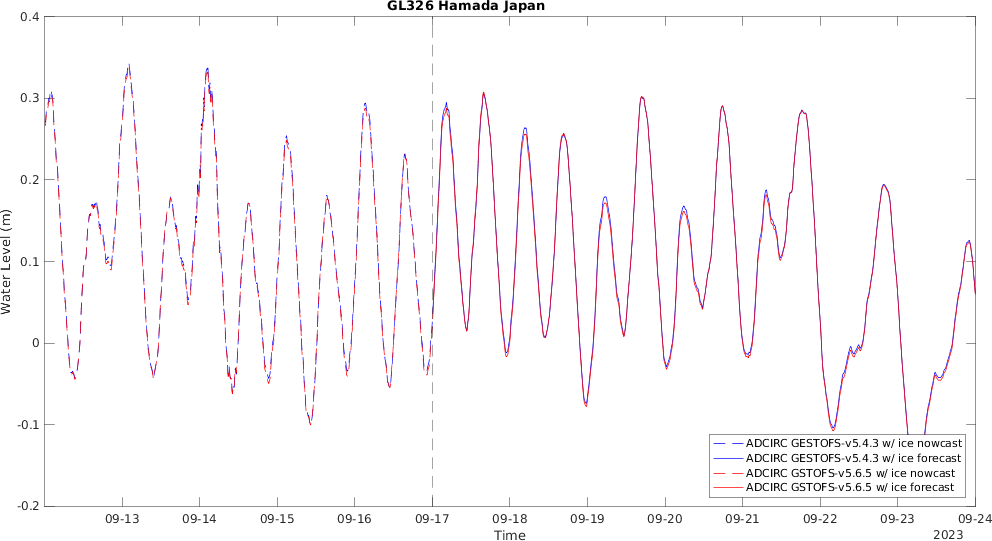 GL326 Hamada Japan
0.4
0.3
0.2
0.1
0
-0.1
-0.2
Water Level (m)
ADCIRC GESTOFS-v5.4.3 w/ ice nowcast
ADCIRC GESTOFS-v5.4.3 w/ ice forecast
ADCIRC GSTOFS-v5.6.5 w/ ice nowcast
ADCIRC GSTOFS-v5.6.5 w/ ice forecast
09-13 09-14 09-15 09-16 09-17 09-18 09-19 09-20 09-21 09-22 09-23 09-24
Time
2023